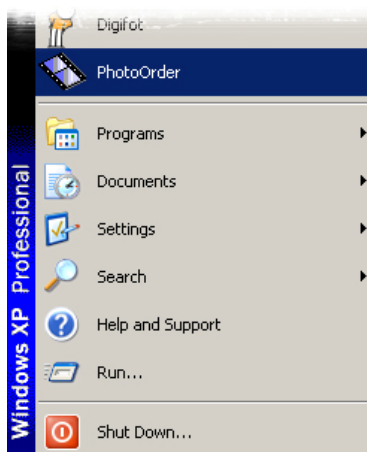 Digifot
PhotoOrder
Programs
Documents
Settings
Search
Help and Support
Run...
Shut Down...
Windows XP Professional